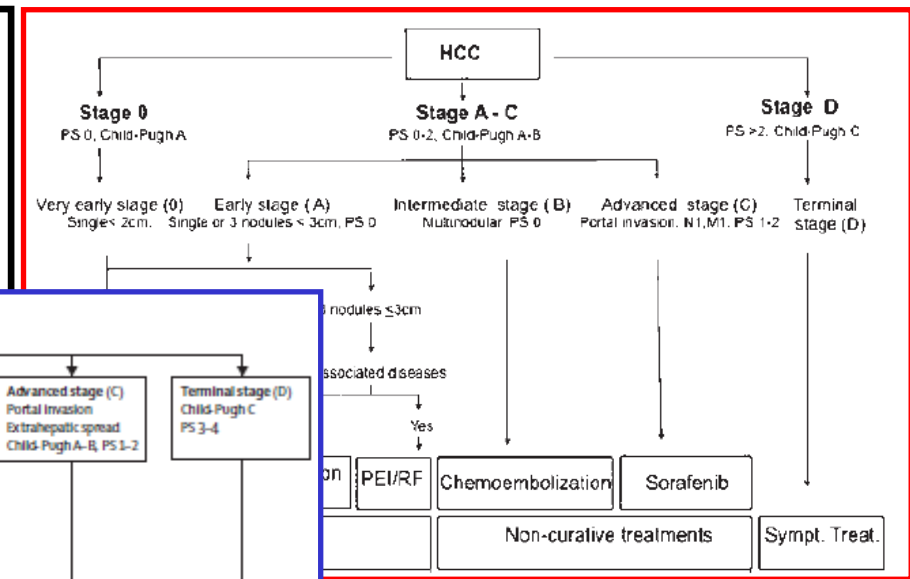 HCC
Stage 0
PS 0, Child-Pugh A
Stage A - C
PS 0-2, Child-Pugh A-B
Stage D
PS >2, Child-Pugh C
Very early stage (0)
Single < 2cm.
Early stage (A)
Single or 3 nodules < 3cm, PS 0
Intermediate stage (B)
Multinodular PS 0
Advanced stage (C)
Portal invasion, N1,M1, PS 1-2
Terminal
stage (D)
nodules ≤3cm
ssociated diseases
Yes
on
PEI/RF
Chemoembolization
Sorafenib
Non-curative treatments
Sympt. Treat.
Advanced stage (C)
Portal invasion
Extrahepatic spread
Child-Pugh A–B, PS 1–2
Terminal stage (D)
Child-Pugh C
PS 3–4